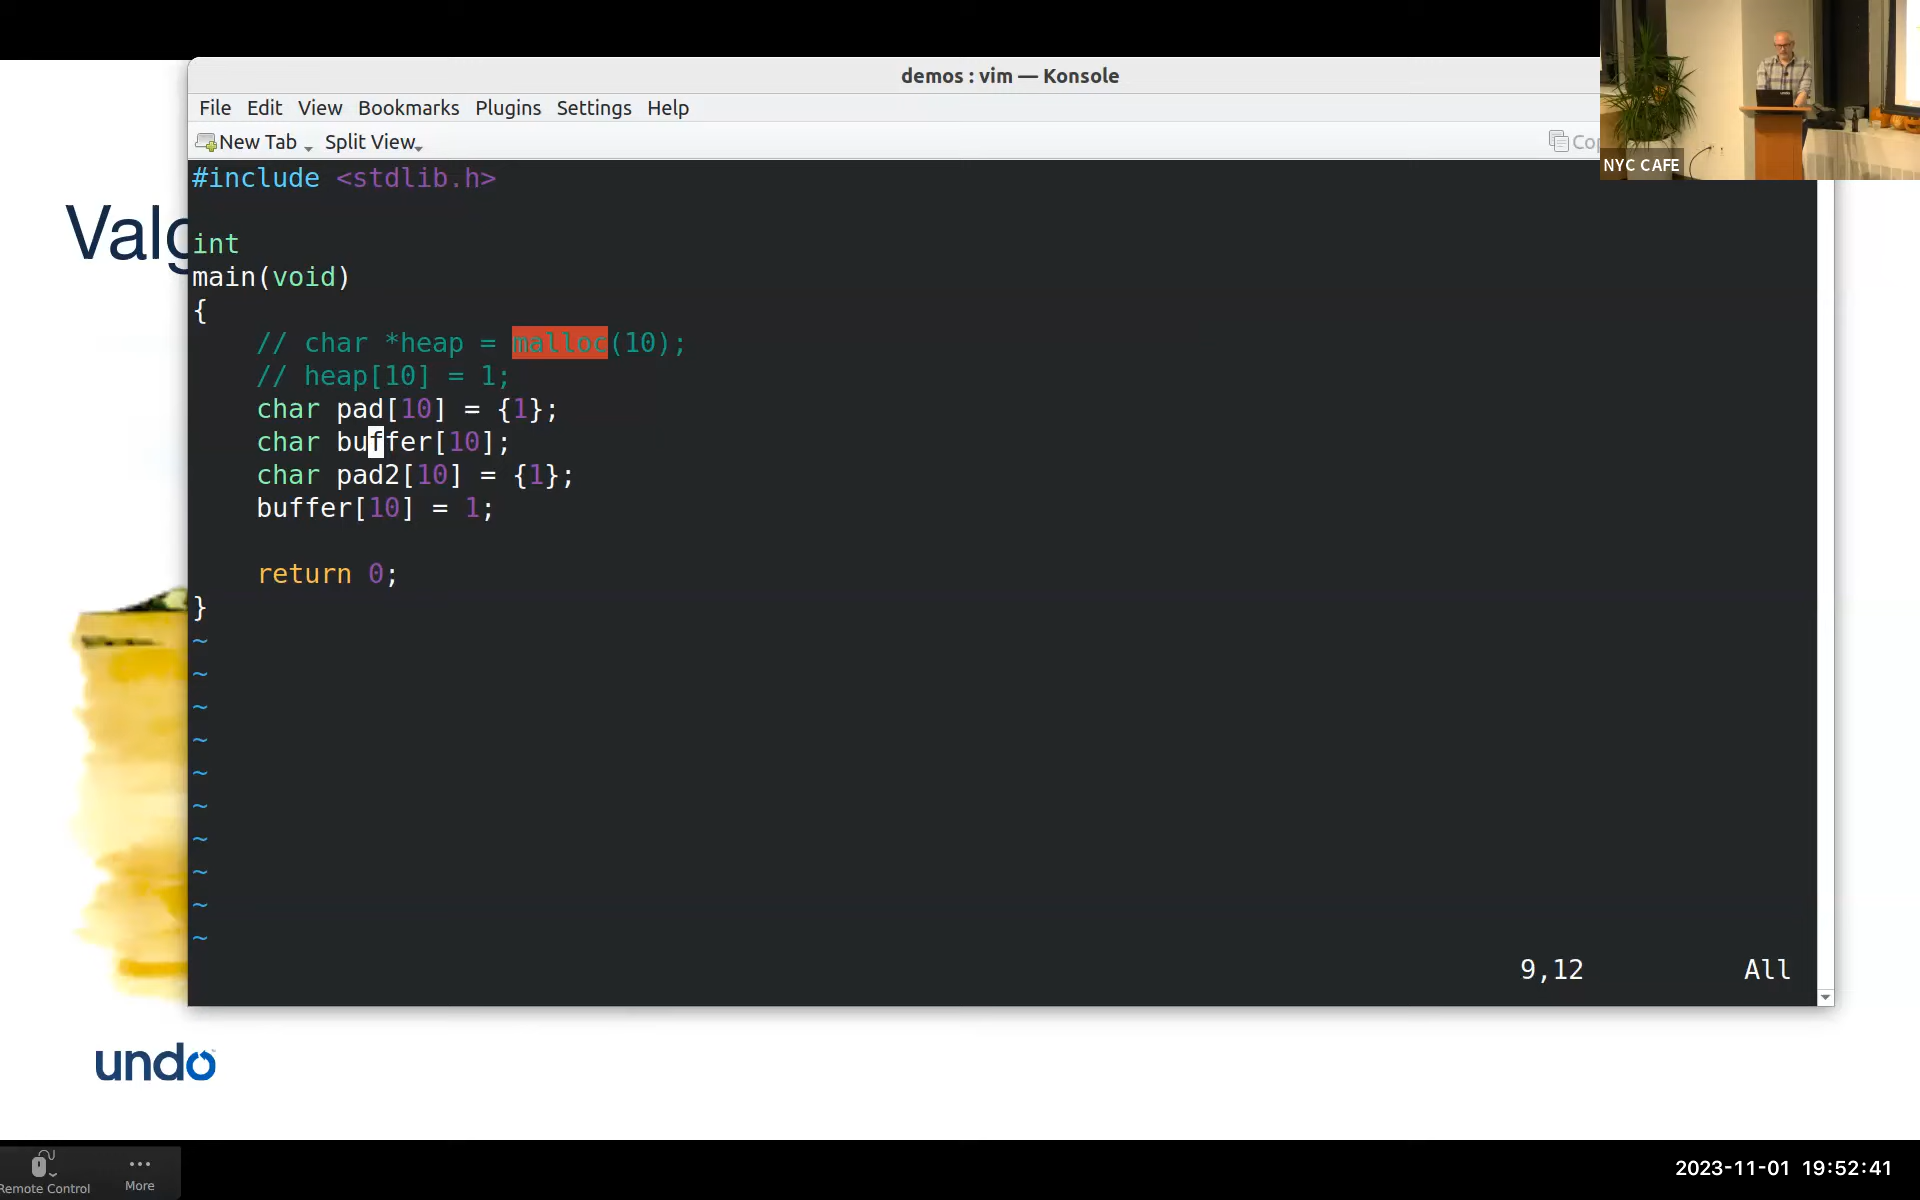 demos : vim — Konsole
File Edit View Bookmarks Plugins Settings Help
New Tab Split View
NYC CAFE
#include <stdlib.h>
int
main(void)
{
// char *heap = malloc(10);
// heap[10] = 1;
char pad[10] = {1};
char buffer[10];
char pad2[10] = {1};
buffer[10] = 1;
return 0;
}
~
~
~
~
~
~
~
~
~
~
9,12 All
undo
Remote Control More
2023-11-01 19:52:41